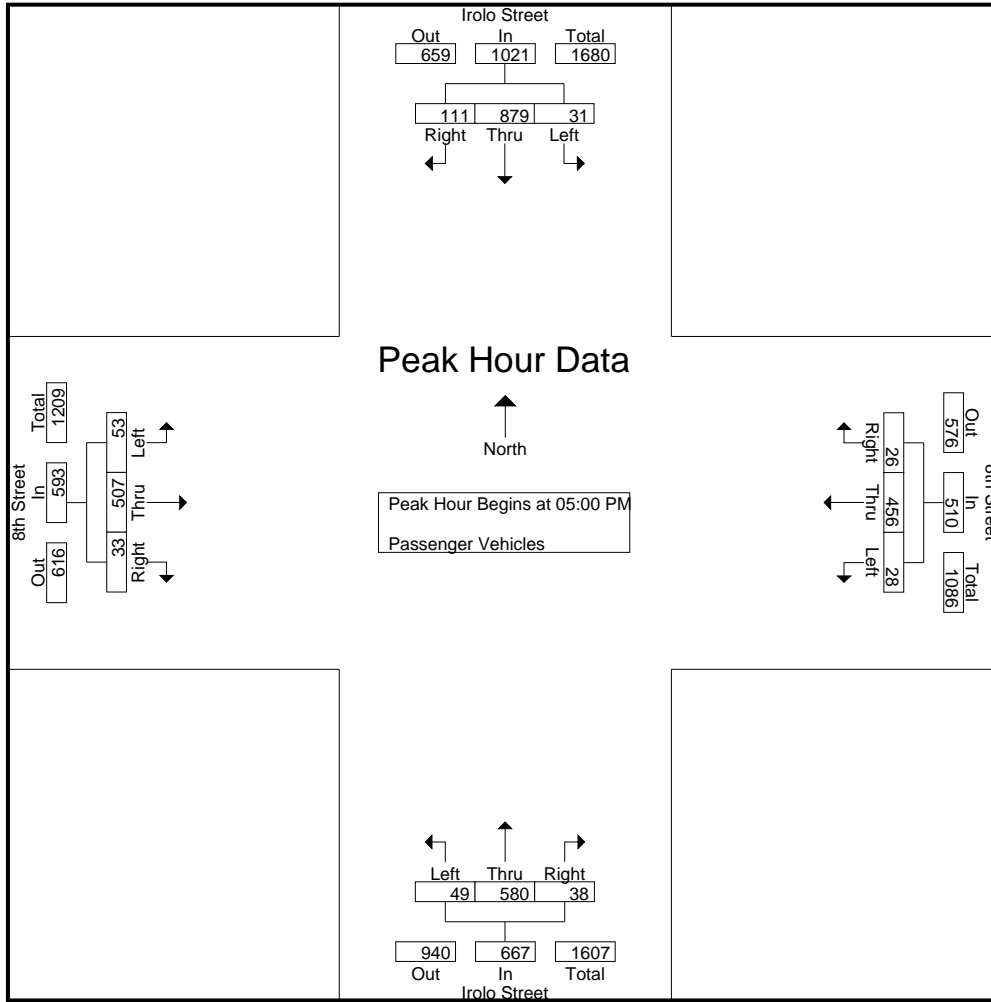 Irolo Street
Out In Total
659 1021 1680
111 879 31
Right Thru Left
Peak Hour Data
North
Peak Hour Begins at 05:00 PM
Passenger Vehicles
8th Street
Out In Total
616 593 1209
33 507 53
Right Thru Left
8th Street
Out In Total
576 510 1086
26 456 28
Right Thru Left
Left Thru Right
49 580 38
940 667 1607
Out In Total
Irolo Street